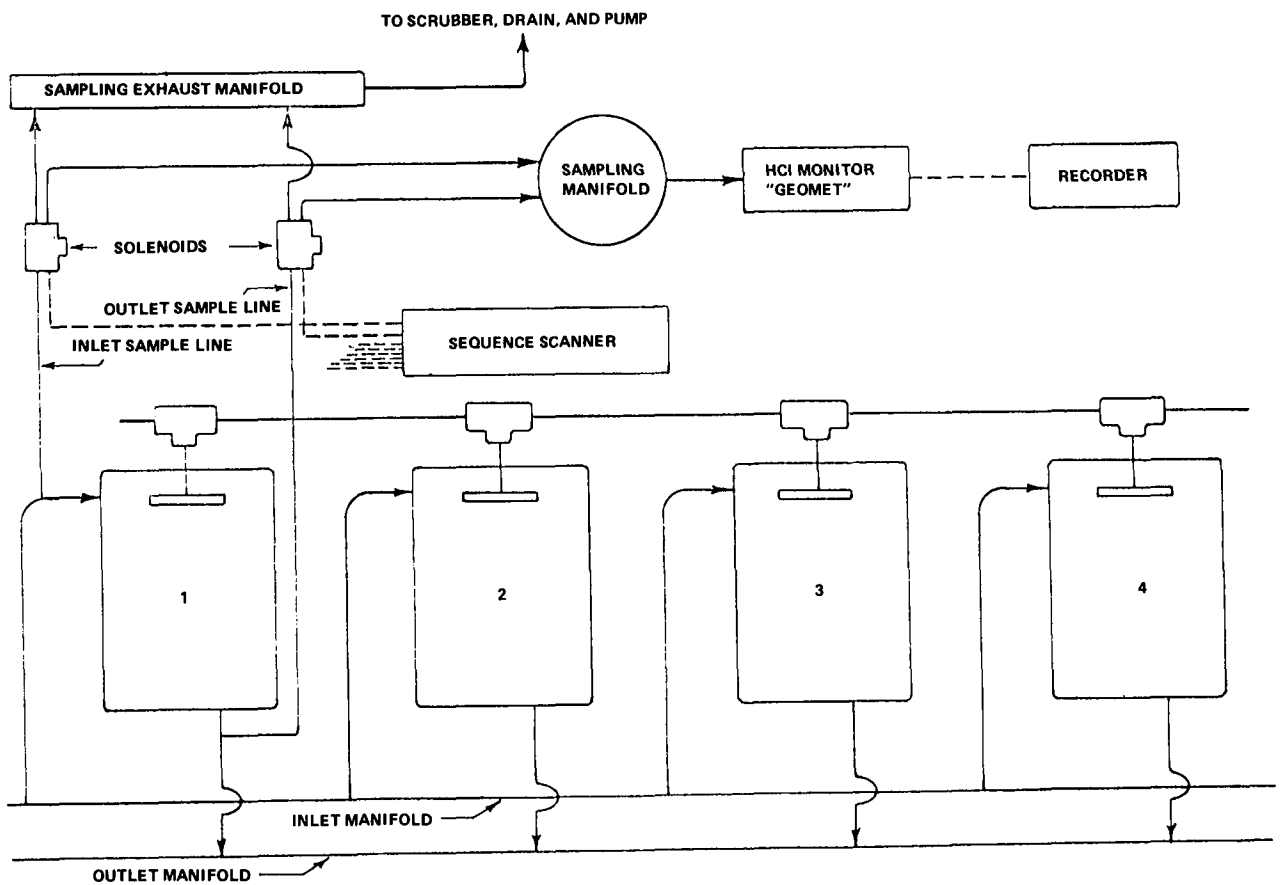 TO SCRUBBER, DRAIN, AND PUMP
SAMPLING EXHAUST MANIFOLD
SAMPLING
MANIFOLD
HCl MONITOR
"GEOMET"
RECORDER
SOLENOIDS
OUTLET SAMPLE LINE
INLET SAMPLE LINE
SEQUENCE SCANNER
1
2
3
4
INLET MANIFOLD
OUTLET MANIFOLD